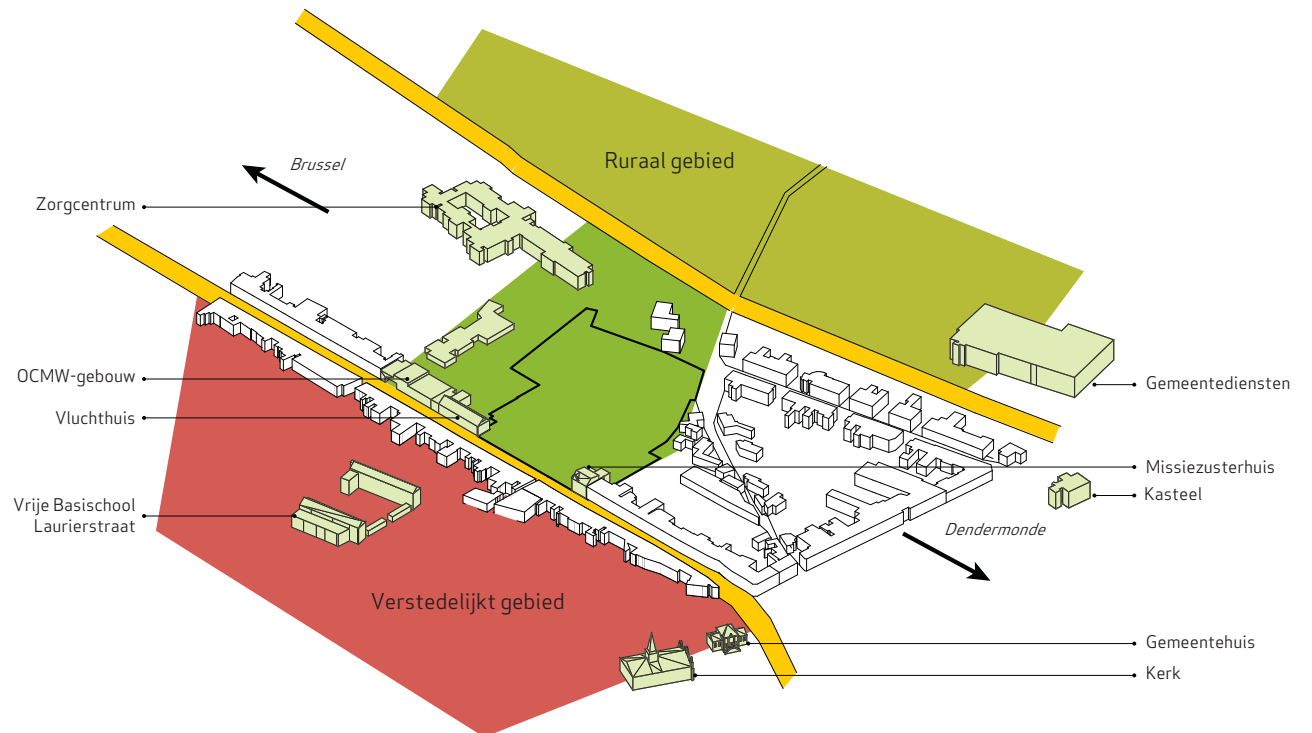 Ruraal gebied
Brussel
Zorgcentrum
OCMW-gebouw
Gemeentediensten
Vluchthuis
Missiezusterhuis
Kasteel
Vrije Basischool
Laurierstraat
Dendermonde
Verstedelijkt gebied
Gemeentehuis
Kerk